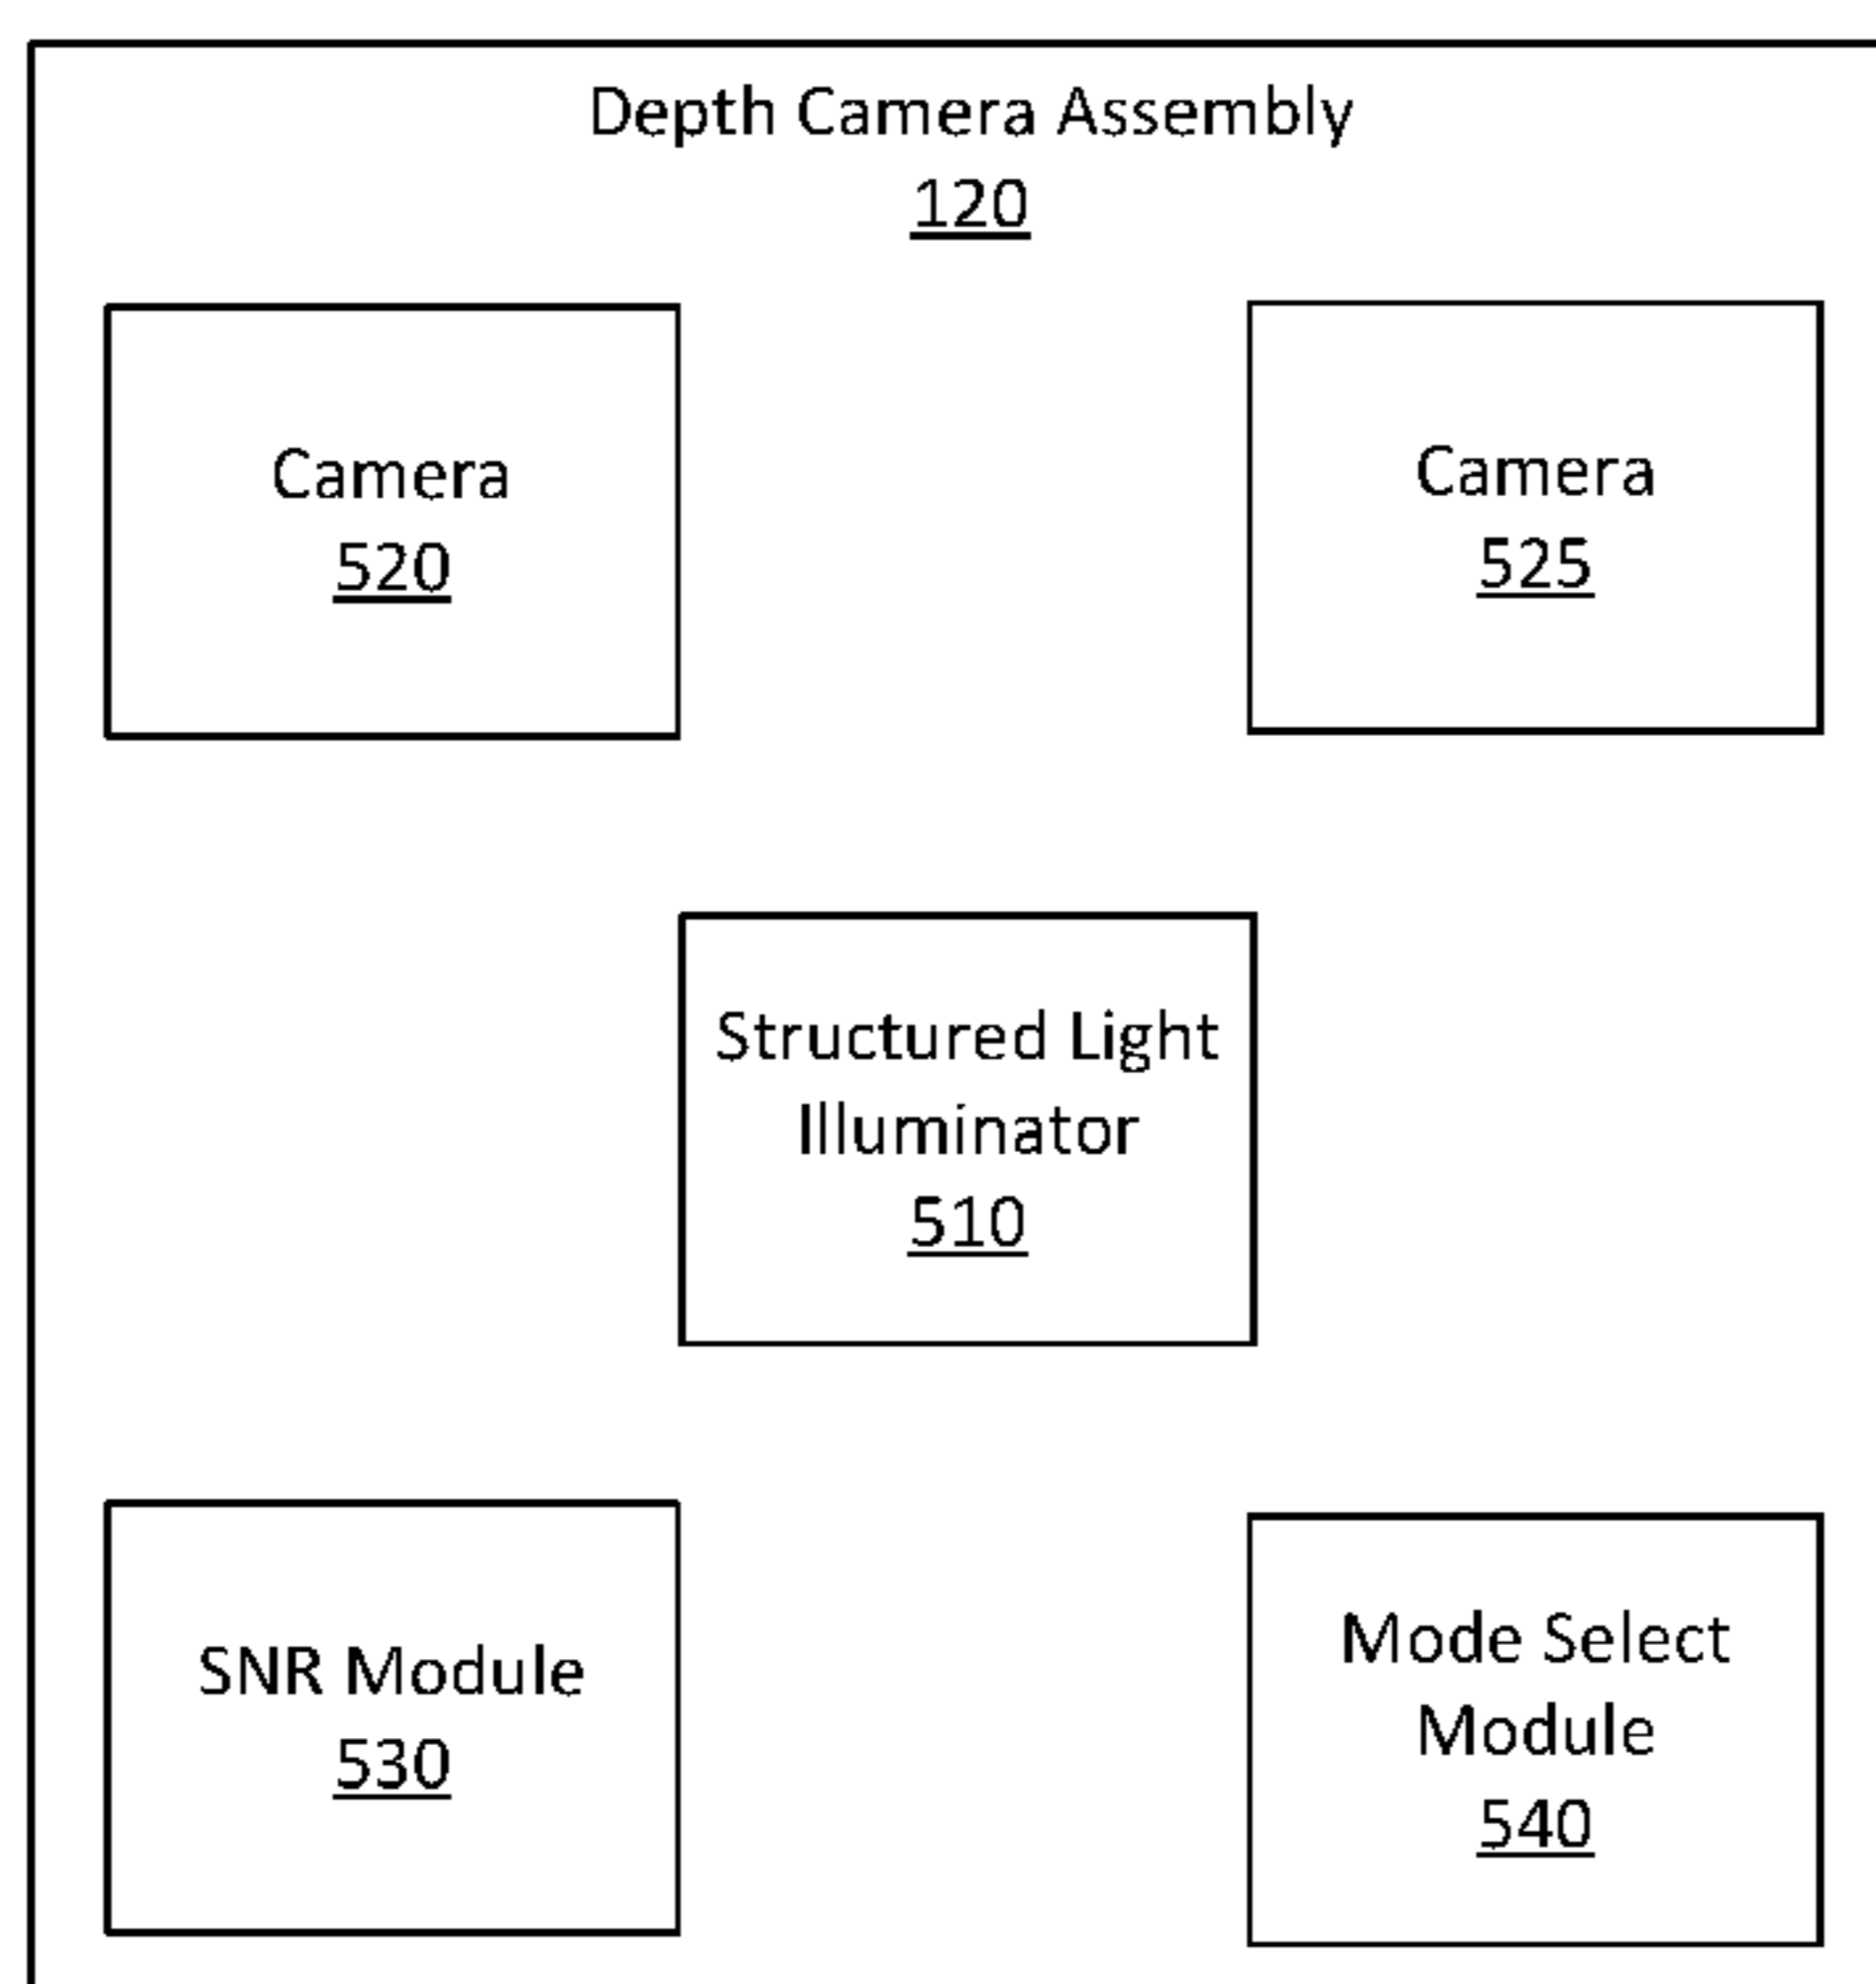 Depth Camera Assembly
120
Camera
520
Camera
525
Structured Light
Illuminator
510
SNR Module
530
Mode Select
Module
540